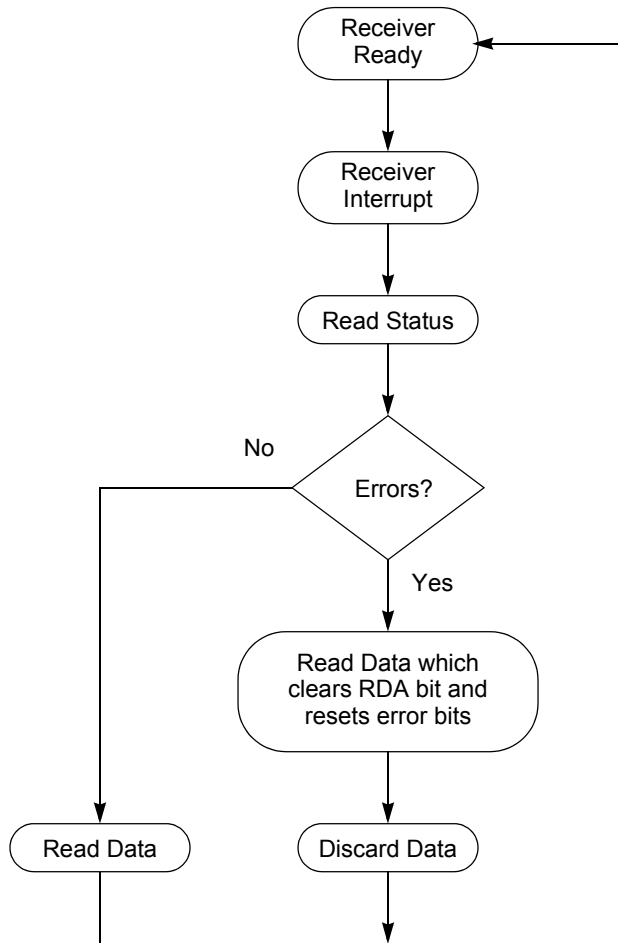 Receiver
Ready
Receiver
Interrupt
Read Status
No
Errors?
Yes
Read Data which
clears RDA bit and
resets error bits
Read Data
Discard Data